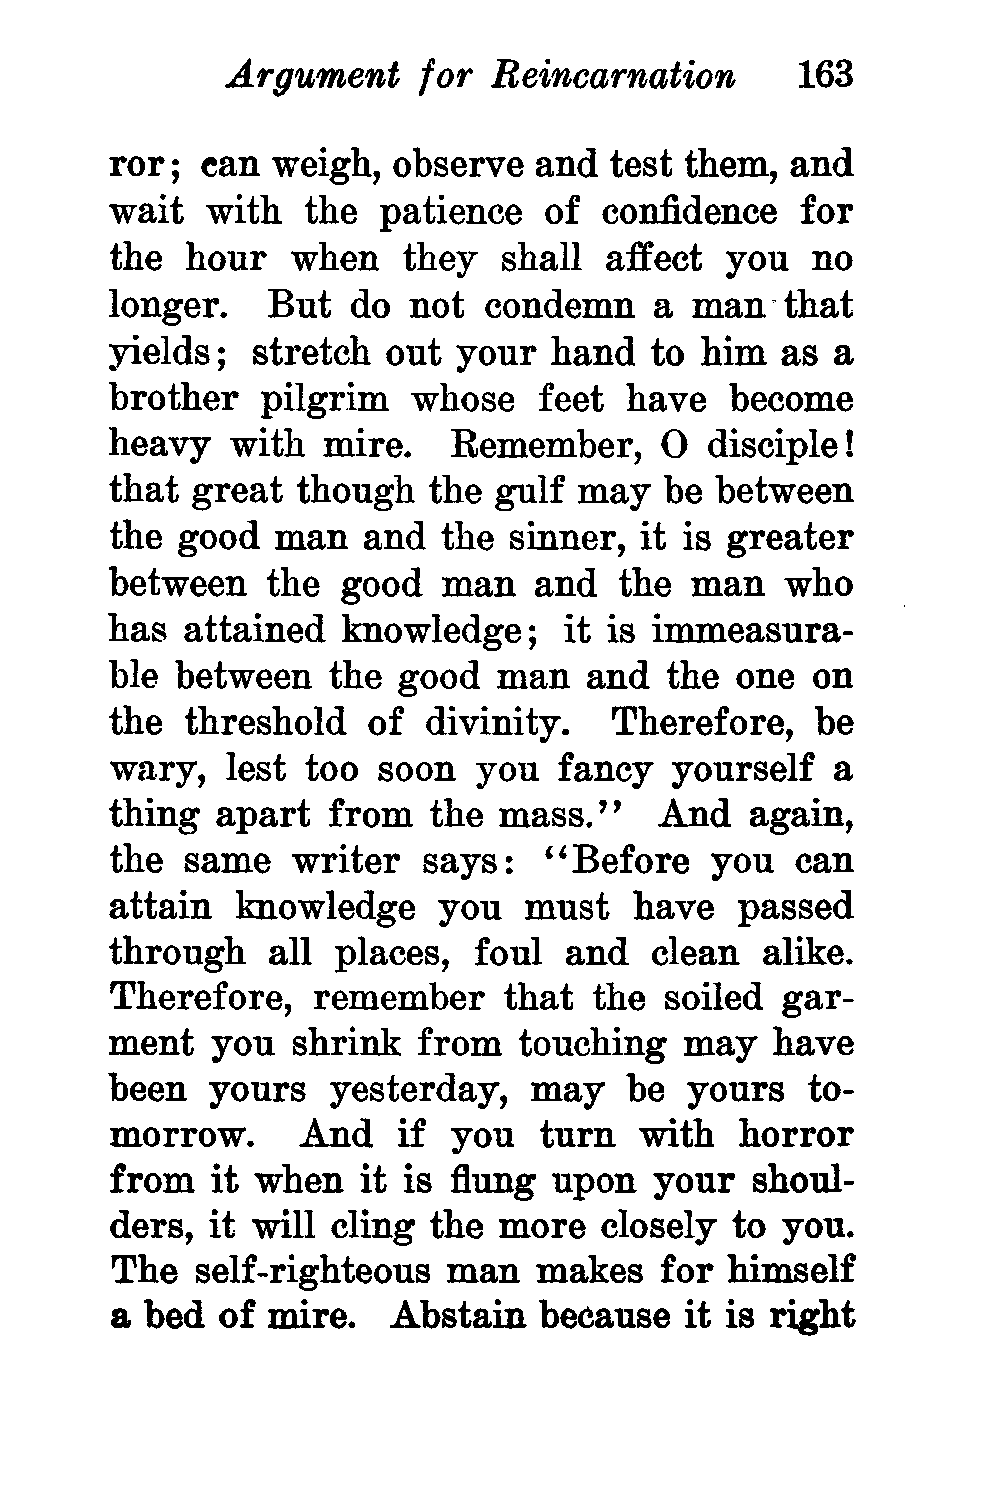 Argument for Reincarnation 163
ror; can weigh, observe and test them, and
wait with the patience of confidence for
the hour when they shall affect you no
longer. But do not condemn a man that
yields; stretch out your hand to him as a
brother pilgrim whose feet have become
heavy with mire. Remember, O disciple!
that great though the gulf may be between
the good man and the sinner, it is greater
between the good man and the man who
has attained knowledge; it is immeasura-
ble between the good man and the one on
the threshold of divinity. Therefore, be
wary, lest too soon you fancy yourself a
thing apart from the mass.'' And again,
the same writer says: ‘‘Before you can
attain knowledge you must have passed
through all places, foul and clean alike.
Therefore, remember that the soiled gar-
ment you shrink from touching may have
been yours yesterday, may be yours to-
morrow. And if you turn with horror
from it when it is flung upon your shoul-
ders, it will cling the more closely to you.
The self-righteous man makes for himself
a bed of mire. Abstain because it is right